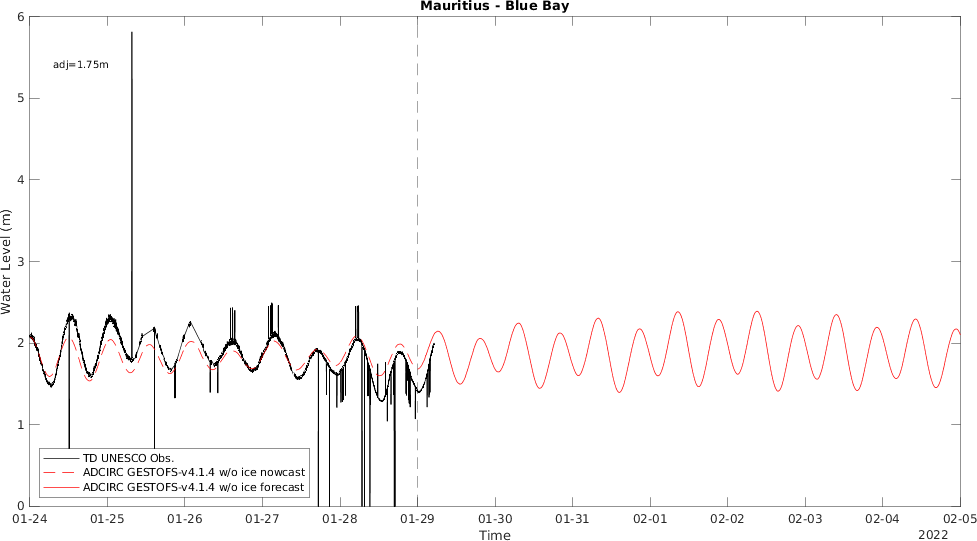 Mauritius - Blue Bay
6
adj=1.75m
5
4
3
2
1
0
Water Level (m)
TD UNESCO Obs.
ADCIRC GESTOFS-v4.1.4 w/o ice nowcast
ADCIRC GESTOFS-v4.1.4 w/o ice forecast
01-24 01-25 01-26 01-27 01-28 01-29 01-30 01-31 02-01 02-02 02-03 02-04 02-05
Time
2022